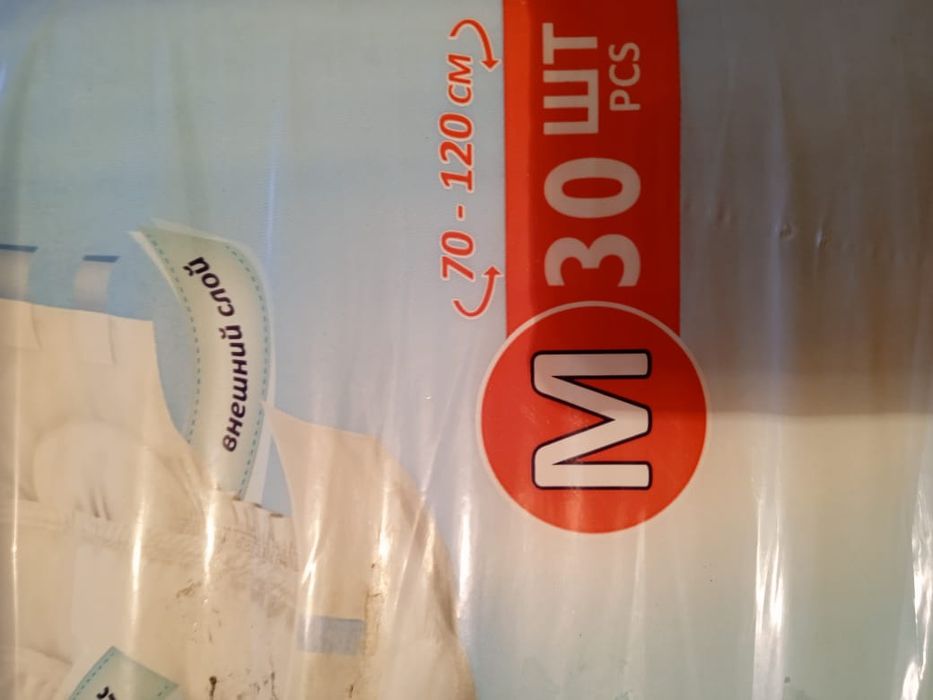 70 - 120 см
M 30 ШТ
PCS
внешний слой